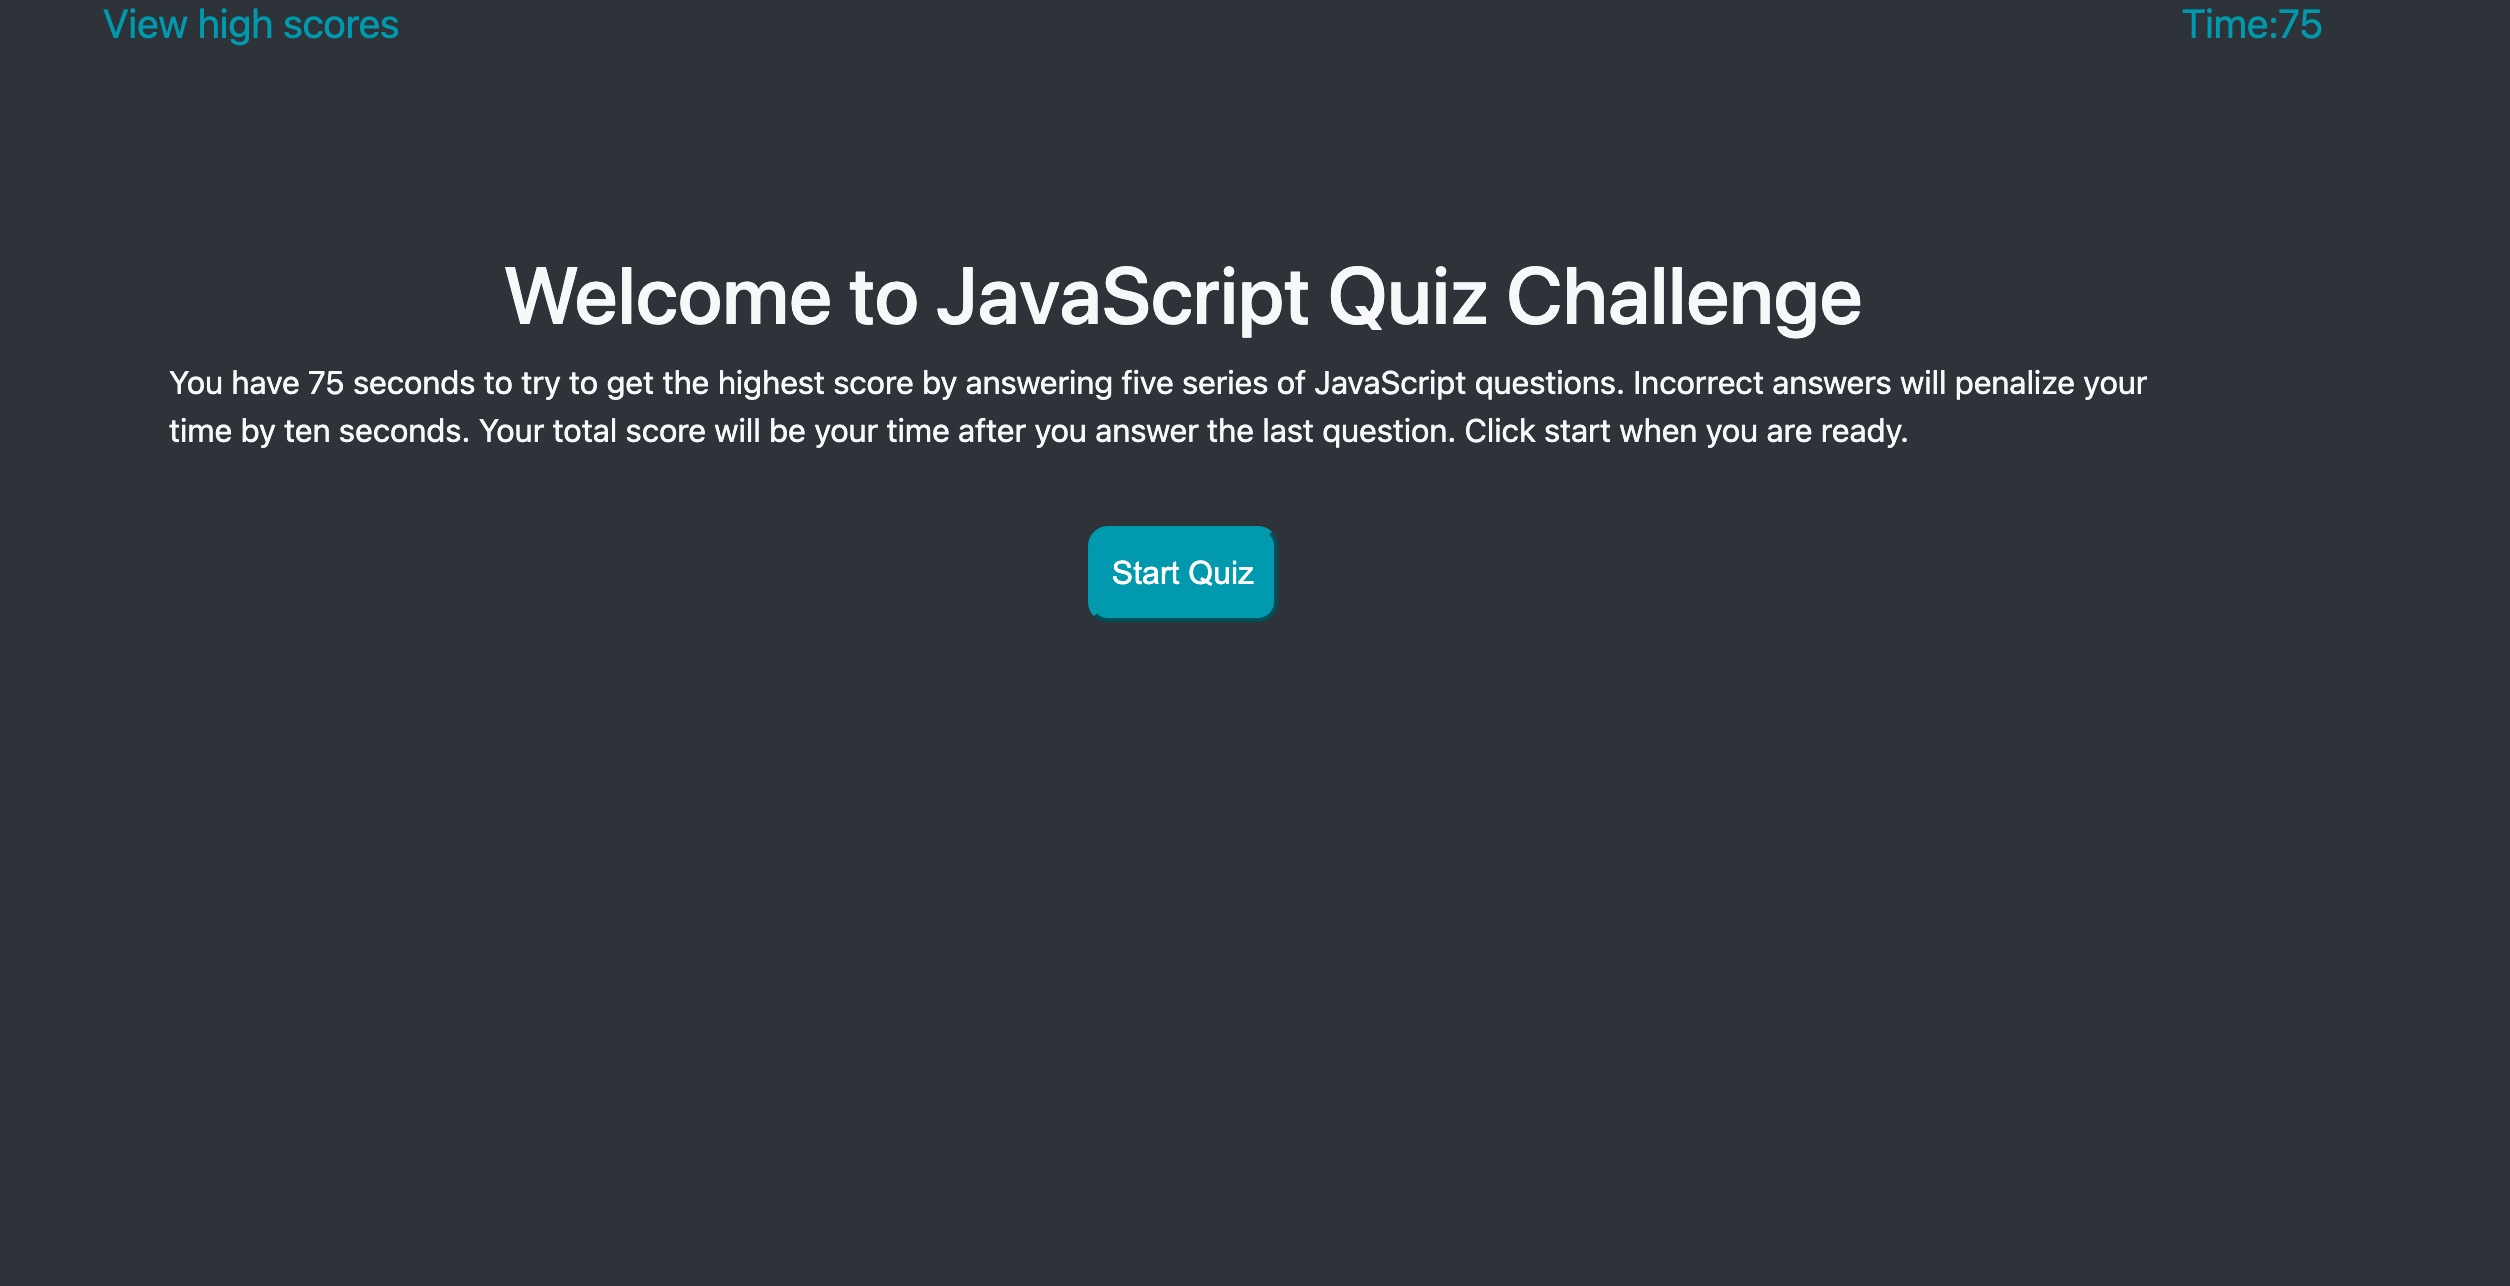 View high scores
Time:75
Welcome to JavaScript Quiz Challenge
You have 75 seconds to try to get the highest score by answering five series of JavaScript questions. Incorrect answers will penalize your
time by ten seconds. Your total score will be your time after you answer the last question. Click start when you are ready.
Start Quiz